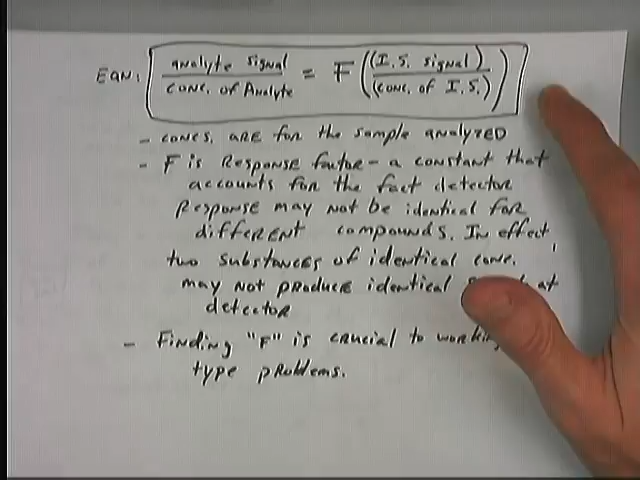 EQN: analyte signal / conc. of Analyte = F ((I.S. signal) / (conc. of I.S.))
- concs. are for the sample analyzed
- F is Response factor - a constant that
accounts for the fact detector
Response may not be identical for
different compounds. In effect,
two substances of identical conc.
may not produce identical at
detector
- Finding "F" is crucial to working
type problems.